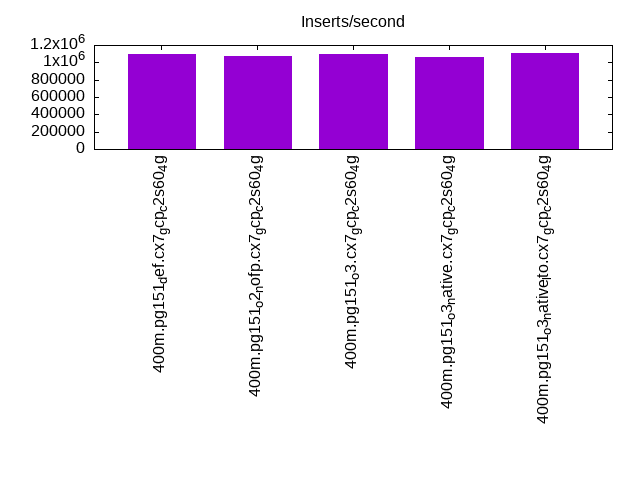 Inserts/second
1.2x10^6
1x10^6
800000
600000
400000
200000
0
400m.pg151_def.cx7_gcp_c2s60_4g
400m.pg151_o2_nofp.cx7_gcp_c2s60_4g
400m.pg151_o3.cx7_gcp_c2s60_4g
400m.pg151_o3_native.cx7_gcp_c2s60_4g
400m.pg151_o3_native_lto.cx7_gcp_c2s60_4g